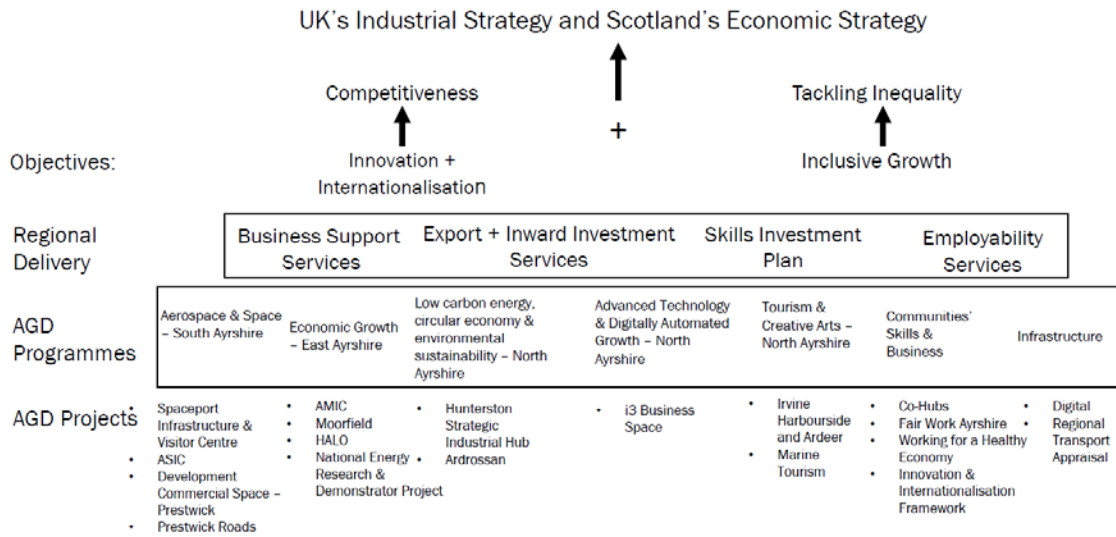 UK's Industrial Strategy and Scotland's Economic Strategy
Competitiveness
Tackling Inequality
+
Objectives:
Innovation +
Internationalisation
Inclusive Growth
Regional
Delivery
Business Support
Services
Export + Inward Investment
Services
Skills Investment
Plan
Employability
Services
AGD
Programmes
Aerospace & Space
– South Ayrshire
Economic Growth
– East Ayrshire
Low carbon energy,
circular economy &
environmental
sustainability – North
Ayrshire
Advanced Technology
& Digitally Automated
Growth – North
Ayrshire
Tourism &
Creative Arts –
North Ayrshire
Communities'
Skills &
Business
Infrastructure
AGD Projects
• Spaceport
Infrastructure &
Visitor Centre
• ASIC
• Development
Commercial Space –
Prestwick
• Prestwick Roads
• AMIC
• Moorfield
• HALO
• National Energy
Research &
Demonstrator Project
• Hunterston
Strategic
Industrial Hub
• Ardrossan
• i3 Business
Space
• Irvine
Harbourside
and Ardeer
• Marine
Tourism
• Co-Hubs
• Fair Work Ayrshire
• Working for a Healthy
Economy
• Innovation &
Internationalisation
Framework
• Digital
• Regional
Transport
Appraisal